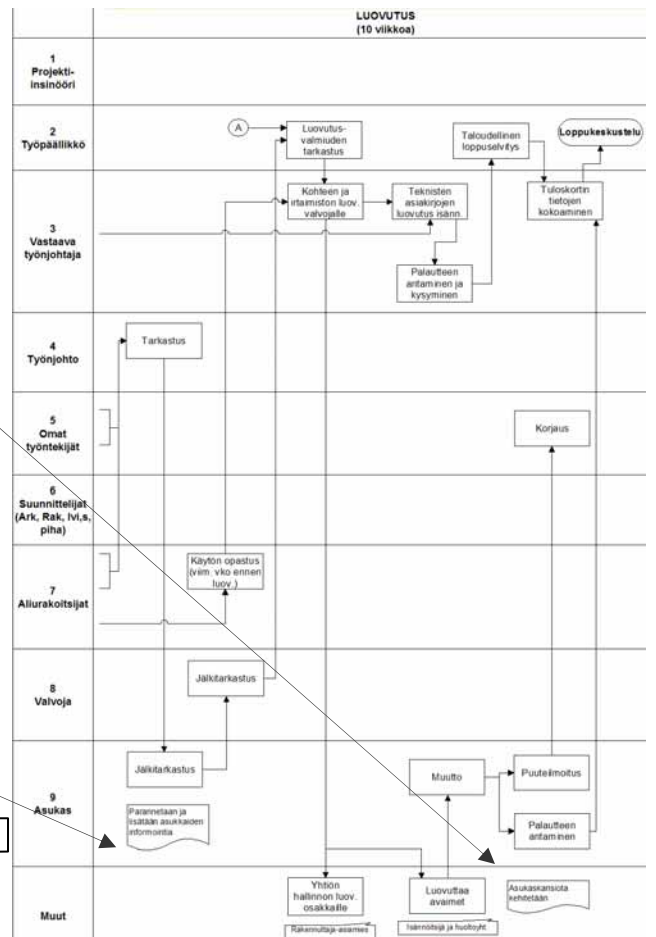 LUOVUTUS
(10 viikkoa)
1
Projekti-
insinööri
2
Työpäällikkö
A
Luovutus-
valmiuden
tarkastus
Taloudellinen
loppuselvitys
Loppukeskustelu
3
Vastaava
työnjohtaja
Kohteen ja
irtaimiston luov.
valvojalle
Teknisten
asiakirjojen
luovutus isänn.
Tuloskortin
tietojen
kokoaminen
Palautteen
antaminen ja
kysyminen
4
Työnjohto
Tarkastus
5
Omat
työntekijät
Korjaus
6
Suunnittelijat
(Ark, Rak, lvi,s,
piha)
7
Aliurakoitsijat
Käytön opastus
(viim. vko ennen
luov.)
8
Valvoja
Jälkitarkastus
9
Asukas
Jälkitarkastus
Muutto
Puuteilmoitus
Parannetaan ja
lisätään asukkaiden
informointia
Palautteen
antaminen
Muut
Yhtiön
hallinnon luov.
osakkaille
Rakennuttaja-asiamies
Luovuttaa
avaimet
Isännöitsijä ja huoltoyht.
Asukaskansiota
kehitetään